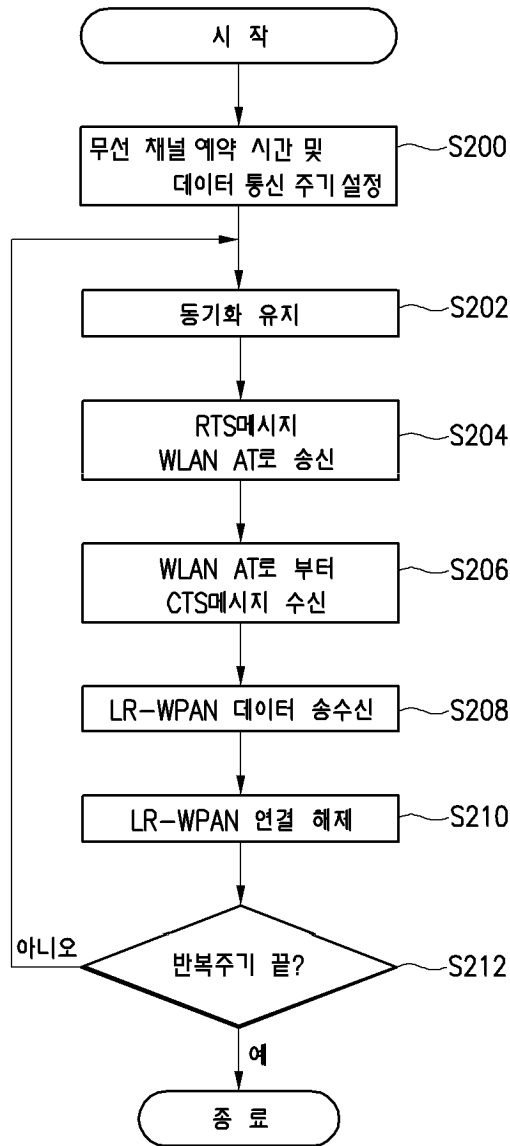 시 작
무선 채널 예약 시간 및
데이터 통신 주기 설정
S200
동기화 유지
S202
RTS메시지
WLAN AT로 송신
S204
WLAN AT로 부터
CTS메시지 수신
S206
LR-WPAN 데이터 송수신
S208
LR-WPAN 연결 해제
S210
아니오
반복주기 끝?
S212
예
종 료